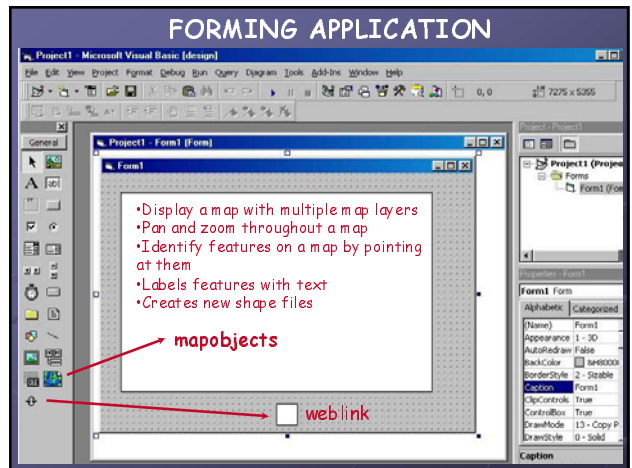 FORMING APPLICATION
Project1 - Microsoft Visual Basic [design]
File Edit View Project Format Debug Run Query Diagram Tools Add-Ins Window Help
0, 0
7275 x 5355
General
Project1 - Form1 (Form)
Form1
•Display a map with multiple map layers
•Pan and zoom throughout a map
•Identify features on a map by pointing
at them
•Labels features with text
•Creates new shape files
mapobjects
weblink
Project - Project1
Project1 (Projec
Forms
Form1 (For
Properties - Form1
Form1 Form
Alphabetic Categorized
(Name) Form1
Appearance 1 - 3D
AutoRedraw False
BackColor &H8000
BorderStyle 2 - Sizable
Caption Form1
ClipControls True
ControlBox True
DrawMode 13 - Copy P
DrawStyle 0 - Solid
Caption